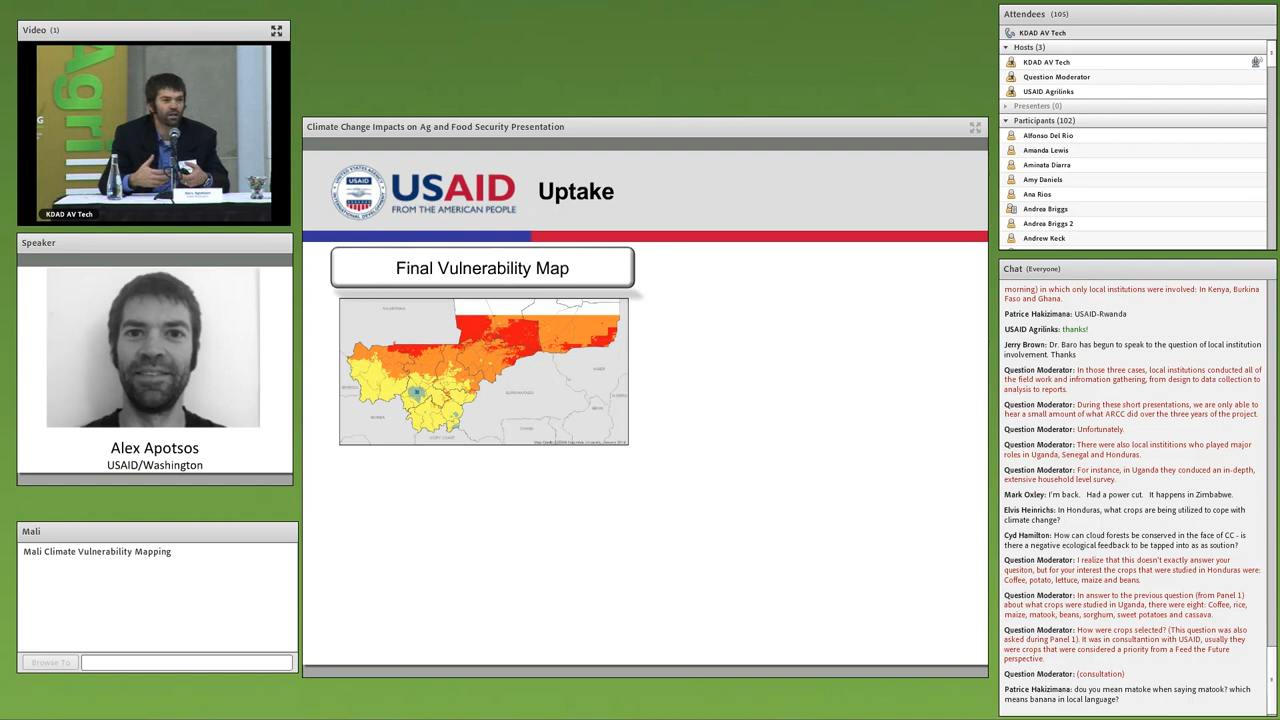 Video (1)
Agri
KDAD AV Tech
Speaker
Alex Apotsos
USAID/Washington
Mali
Mali Climate Vulnerability Mapping
Browse To
Climate Change Impacts on Ag and Food Security Presentation
USAID
FROM THE AMERICAN PEOPLE
Uptake
Final Vulnerability Map
Attendees (105)
KDAD AV Tech
Hosts (3)
KDAD AV Tech
Question Moderator
USAID Agrilinks
Presenters (0)
Participants (102)
Alfonso Del Rio
Amanda Lewis
Aminata Diarra
Amy Daniels
Ana Rios
Andrea Briggs
Andrea Briggs 2
Andrew Keck
Chat (Everyone)
morning) in which only local institutions were involved: In Kenya, Burkina
Faso and Ghana.
Patrice Hakizimana: USAID-Rwanda
USAID Agrilinks: thanks!
Jerry Brown: Dr. Baro has begun to speak to the question of local institution
involvement. Thanks
Question Moderator: In those three cases, local institutions conducted all of
the field work and infromation gathering, from design to data collection to
analysis to reports.
Question Moderator: During these short presentations, we are only able to
hear a small amount of what ARCC did over the three years of the project.
Question Moderator: Unfortunately.
Question Moderator: There were also local instititions who played major
roles in Uganda, Senegal and Honduras.
Question Moderator: For instance, in Uganda they conduced an in-depth,
extensive household level survey.
Mark Oxley: I'm back. Had a power cut. It happens in Zimbabwe.
Elvis Heinrichs: In Honduras, what crops are being utilized to cope with
climate change?
Cyd Hamilton: How can cloud forests be conserved in the face of CC - is
there a negative ecological feedback to be tapped into as as soution?
Question Moderator: I realize that this doesn't exactly answer your
quesiton, but for your interest the crops that were studied in Honduras were:
Coffee, potato, lettuce, maize and beans.
Question Moderator: In answer to the previous question (from Panel 1)
about what crops were studied in Uganda, there were eight: Coffee, rice,
maize, matook, beans, sorghum, sweet potatoes and cassava.
Question Moderator: How were crops selected? (This question was also
asked during Panel 1). It was in consultantion with USAID, usually they
were crops that were considered a priority from a Feed the Future
perspective.
Question Moderator: (consultation)
Patrice Hakizimana: dou you mean matoke when saying matook? which
means banana in local language?